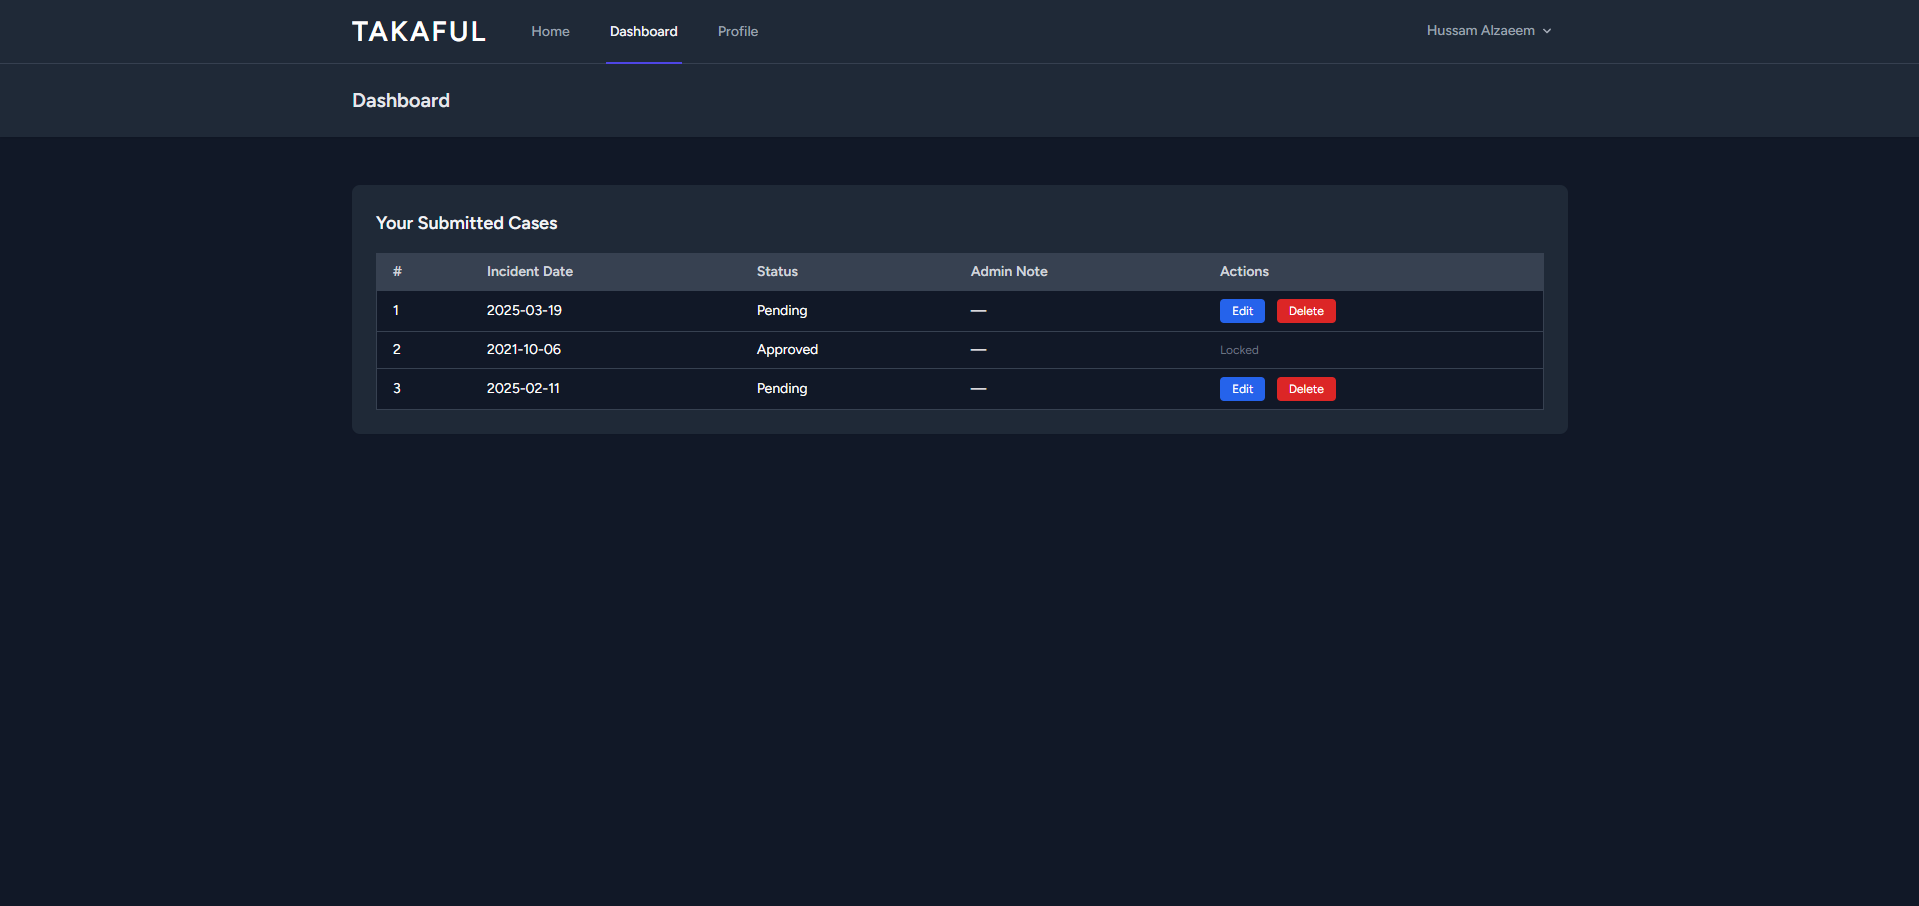 TAKAFUL Home Dashboard Profile Hussam Alzaeem
Dashboard
Your Submitted Cases
# Incident Date Status Admin Note Actions
1 2025-03-19 Pending — Edit Delete
2 2021-10-06 Approved — Locked
3 2025-02-11 Pending — Edit Delete